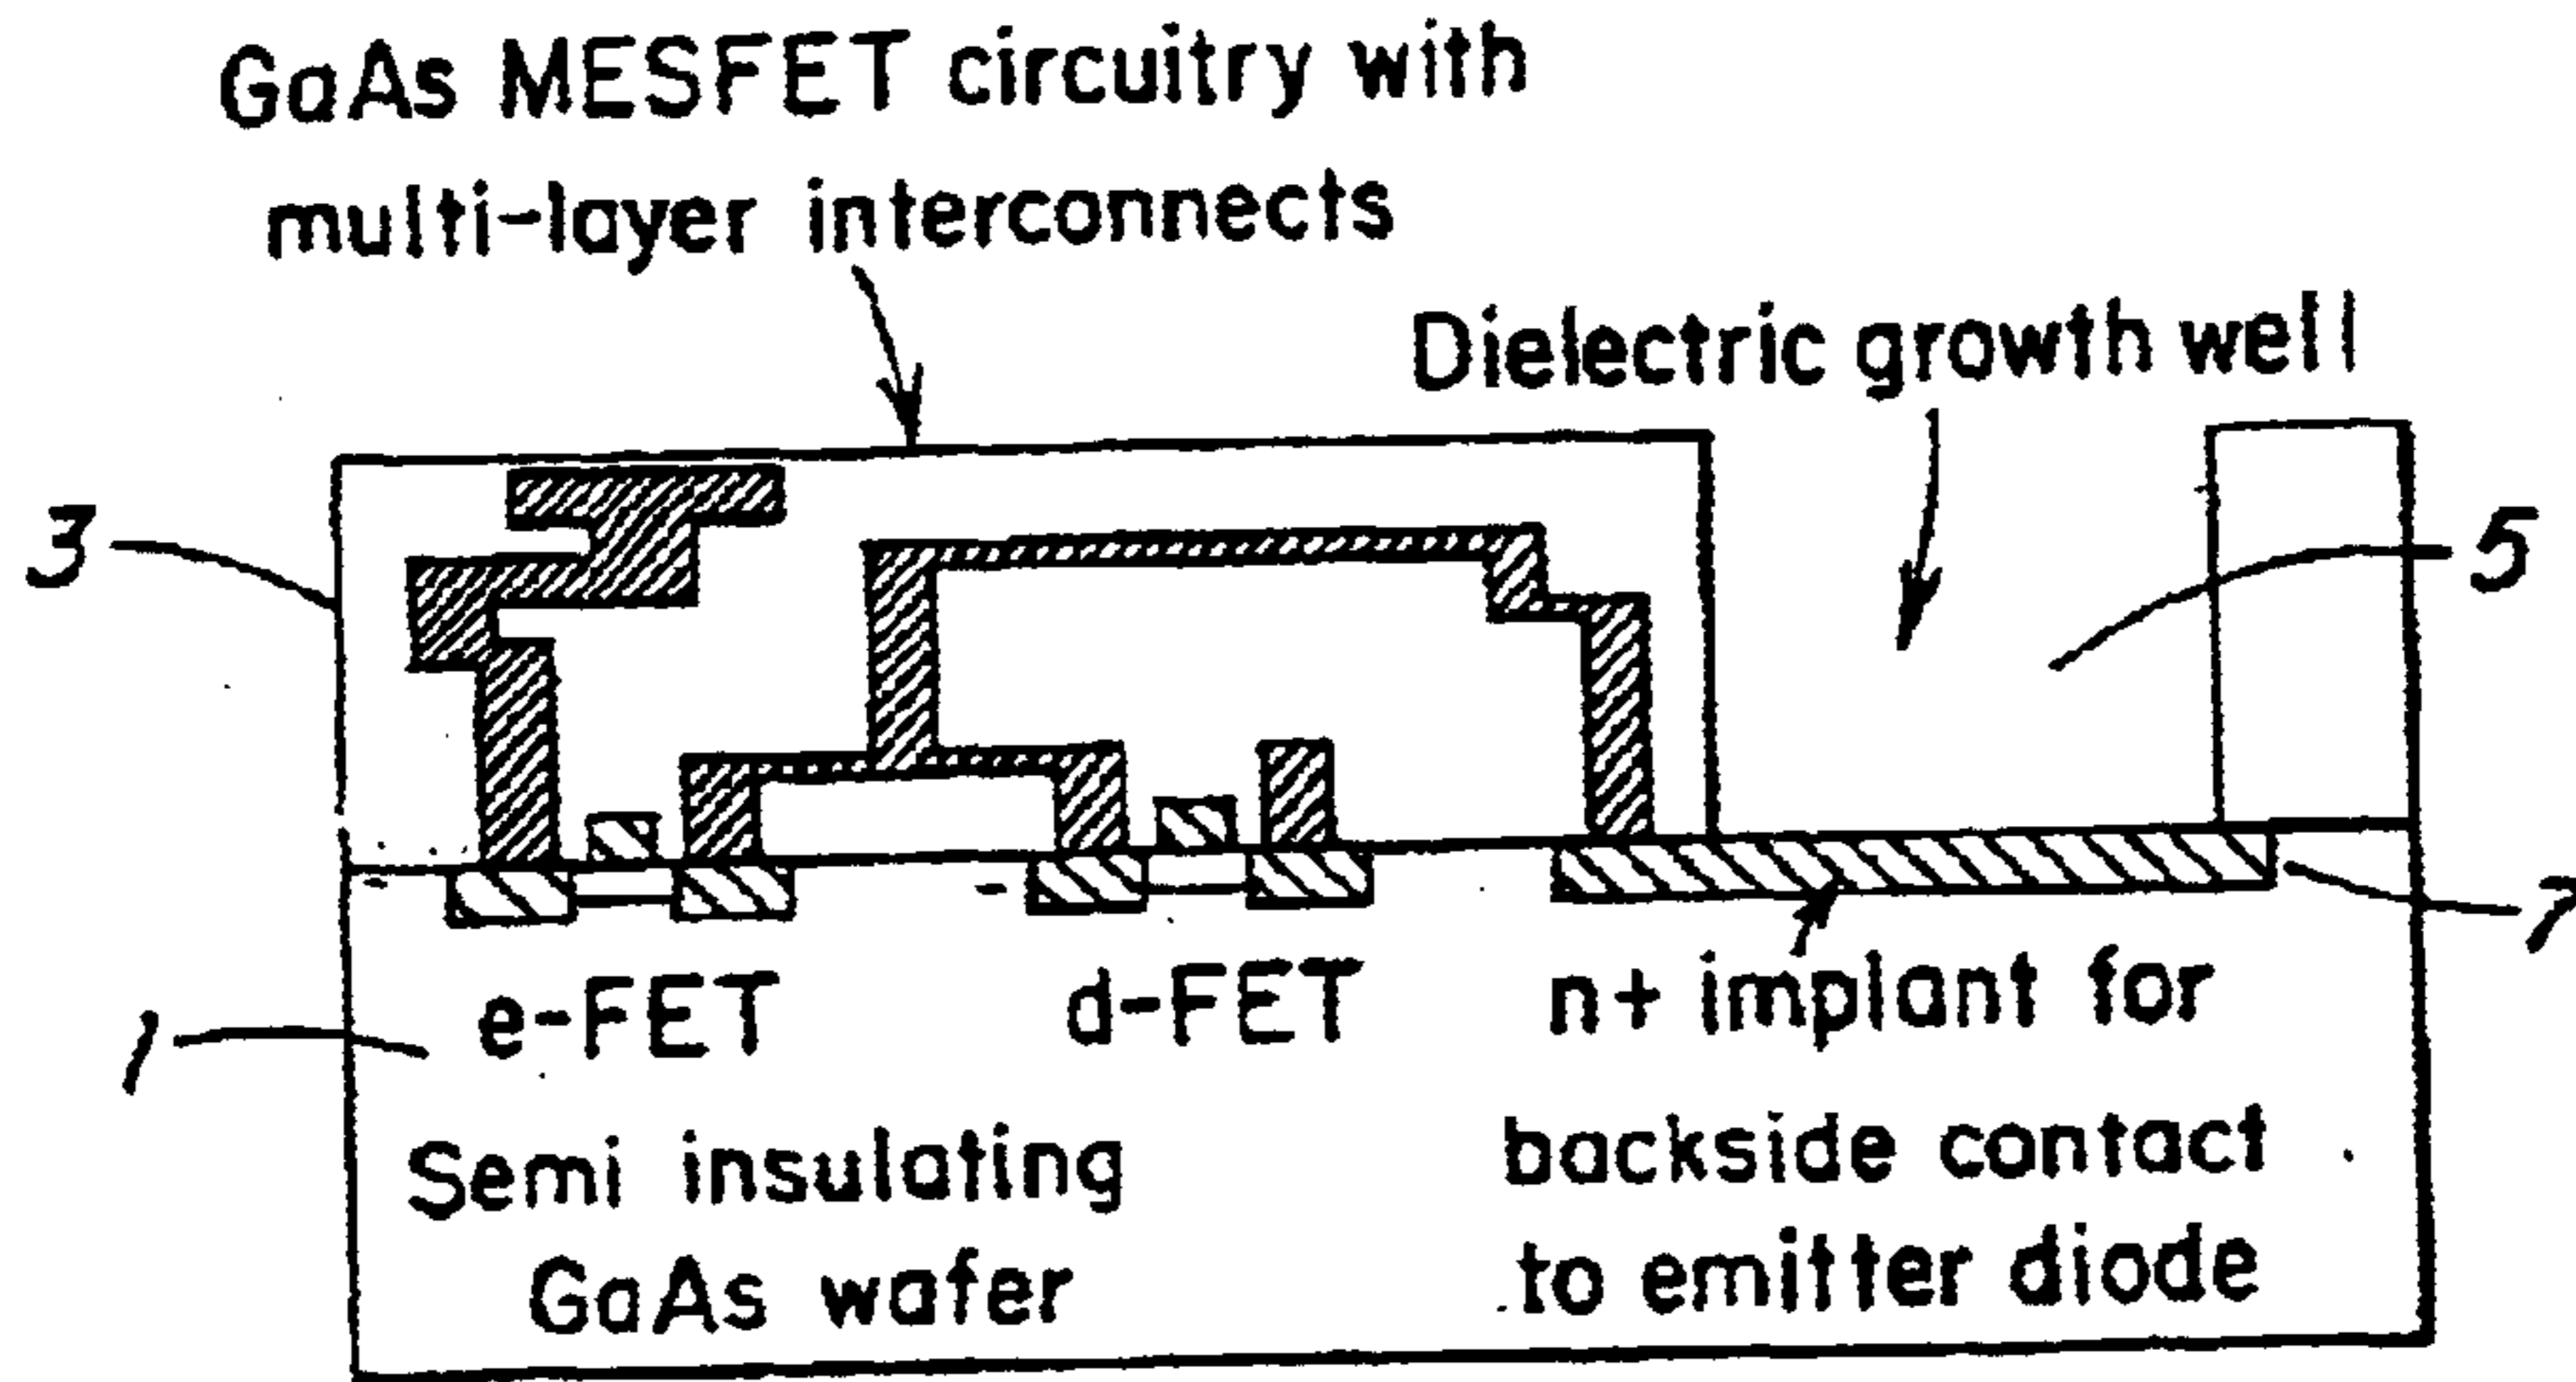 GaAs MESFET circuitry with
multi-layer interconnects
Dielectric growth well
3
5
7
1
e-FET
d-FET
n+ implant for
backside contact
to emitter diode
Semi insulating
GaAs wafer